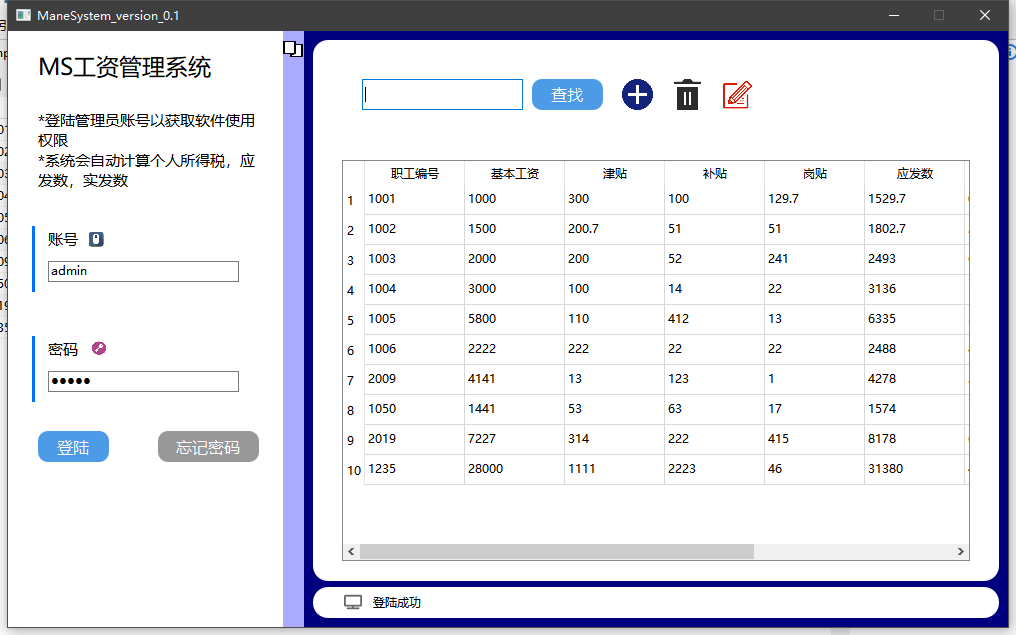 ManeSystem_version_0.1
MS工资管理系统
*登陆管理员账号以获取软件使用
权限
*系统会自动计算个人所得税，应
发数，实发数
账号
admin
密码
●●●●●
登陆
忘记密码
查找
职工编号 基本工资 津贴 补贴 岗贴 应发数
1 1001 1000 300 100 129.7 1529.7
2 1002 1500 200.7 51 51 1802.7
3 1003 2000 200 52 241 2493
4 1004 3000 100 14 22 3136
5 1005 5800 110 412 13 6335
6 1006 2222 222 22 22 2488
7 2009 4141 13 123 1 4278
8 1050 1441 53 63 17 1574
9 2019 7227 314 222 415 8178
10 1235 28000 1111 2223 46 31380
登陆成功